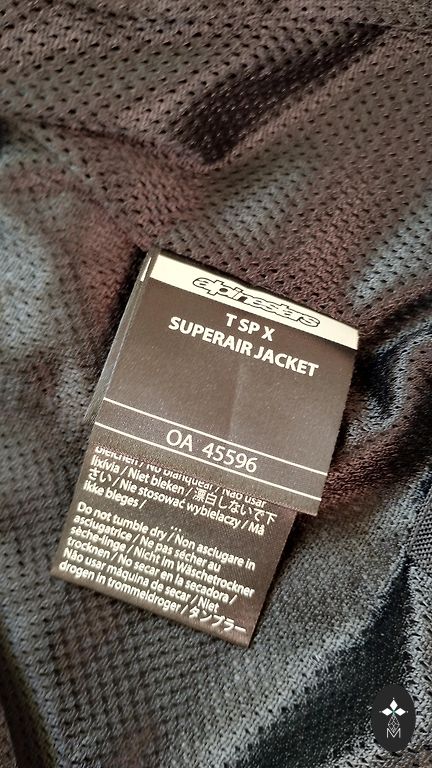 alpinestars
T SP X
SUPERAIR JACKET
OA 45596
Bleichen / No blanquear / Não usar
lixívia / Niet bleken / 漂白しないで下
さい / Nie stosować wybielaczy / Må
ikke bleges /
Do not tumble dry / Non asciugare in
asciugatrice / Ne pas sécher au
sèche-linge / Nicht im Wäschetrockner
Trocknen / No secar en la secadora /
Não usar máquina de secar / Niet
drogen in trommeldroger / タンブラー
M